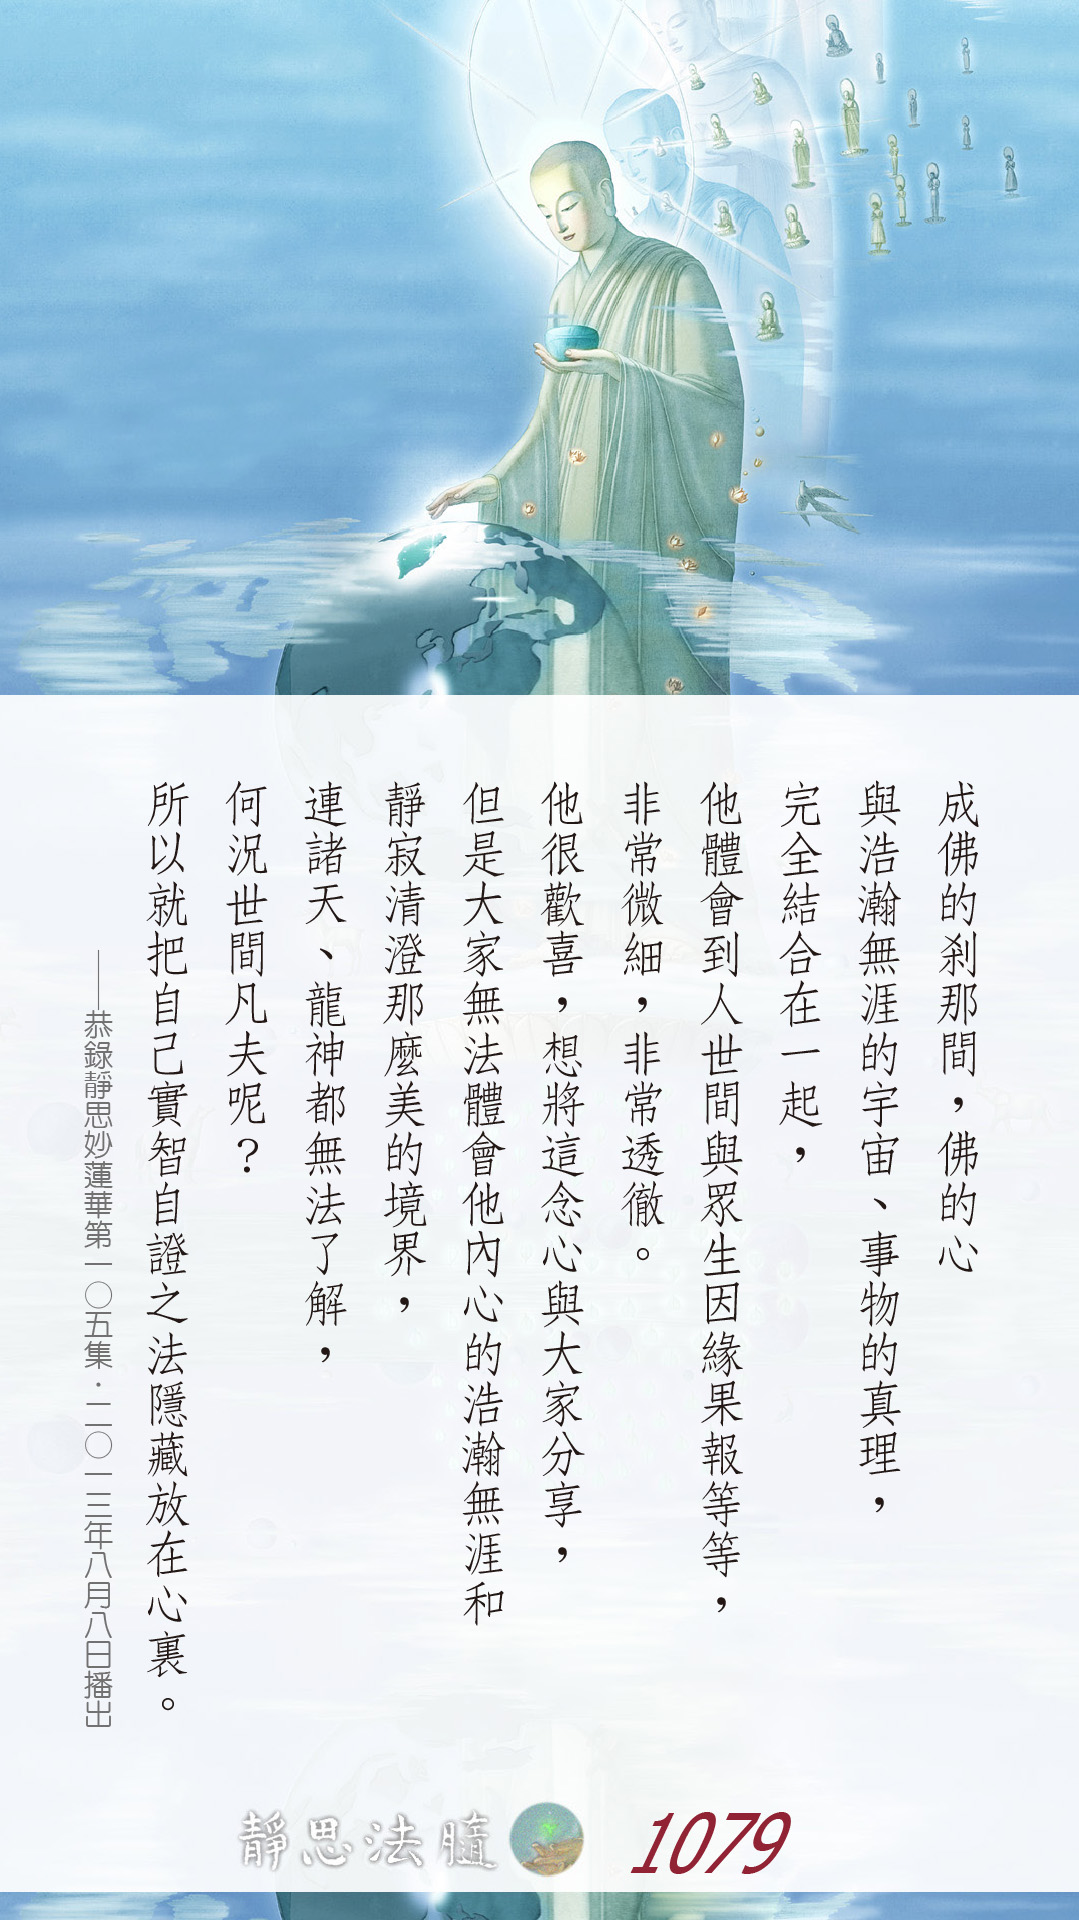 成佛的剎那間，佛的心
與浩瀚無涯的宇宙、事物的真理，
完全結合在一起，
他體會到人世間與眾生因緣果報等等，
非常微細，非常透徹。
他很歡喜，想將這念心與大家分享，
但是大家無法體會他內心的浩瀚無涯和
靜寂清澄那麼美的境界，
連諸天、龍神都無法了解，
何況世間凡夫呢？
所以就把自己實智自證之法隱藏放在心裏。
——恭錄靜思妙蓮華第一〇五集·二〇一三年八月八日播出
靜思法髓
1079